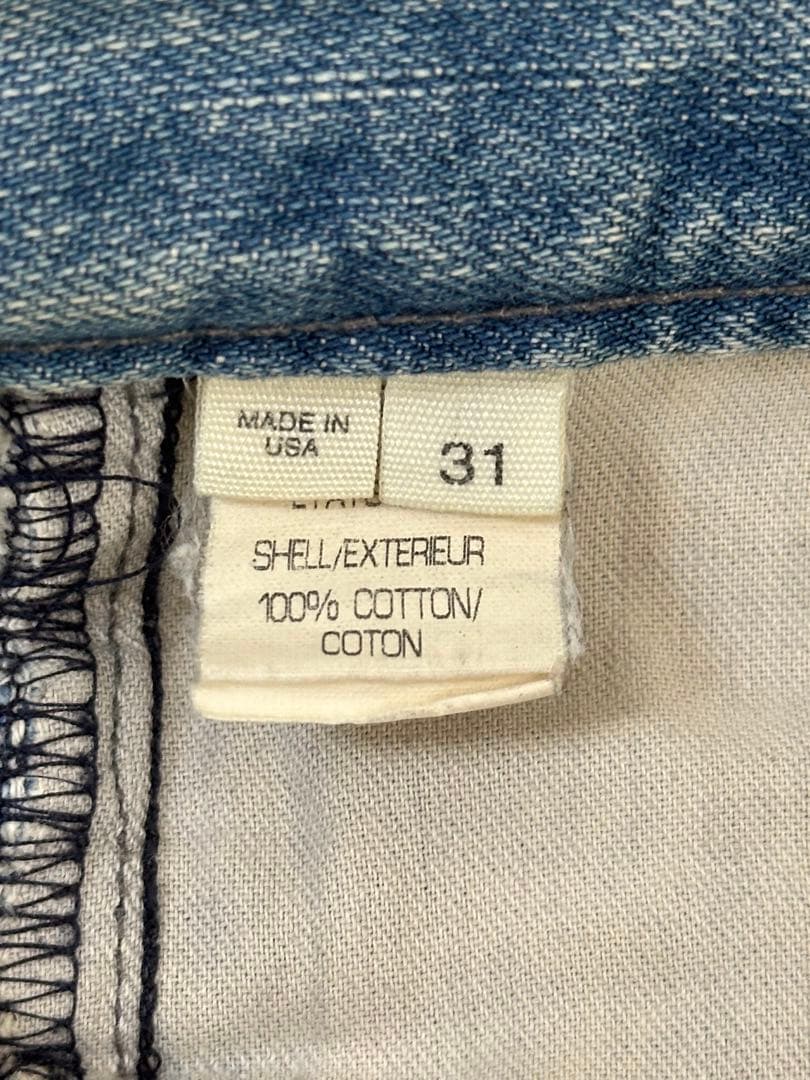 MADE IN
USA
31
SHELL/EXTERIEUR
100% COTTON/
COTON